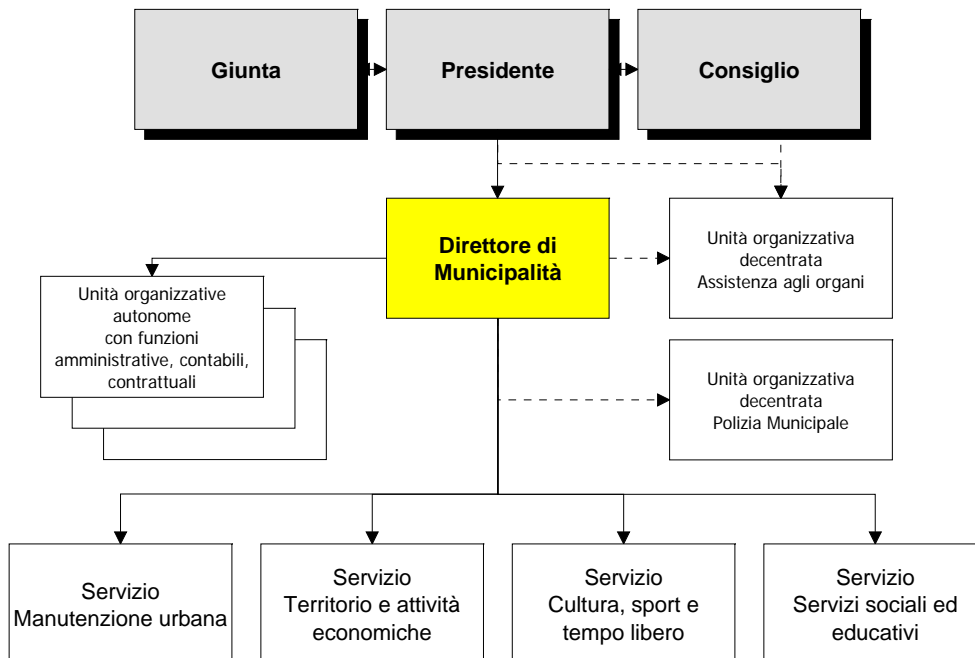 Giunta
Presidente
Consiglio
Direttore di
Municipalità
Unità organizzativa
decentrata
Assistenza agli organi
Unità organizzative
autonome
con funzioni
amministrative, contabili,
contrattuali
Unità organizzativa
decentrata
Polizia Municipale
Servizio
Manutenzione urbana
Servizio
Territorio e attività
economiche
Servizio
Cultura, sport e
tempo libero
Servizio
Servizi sociali ed
educativi